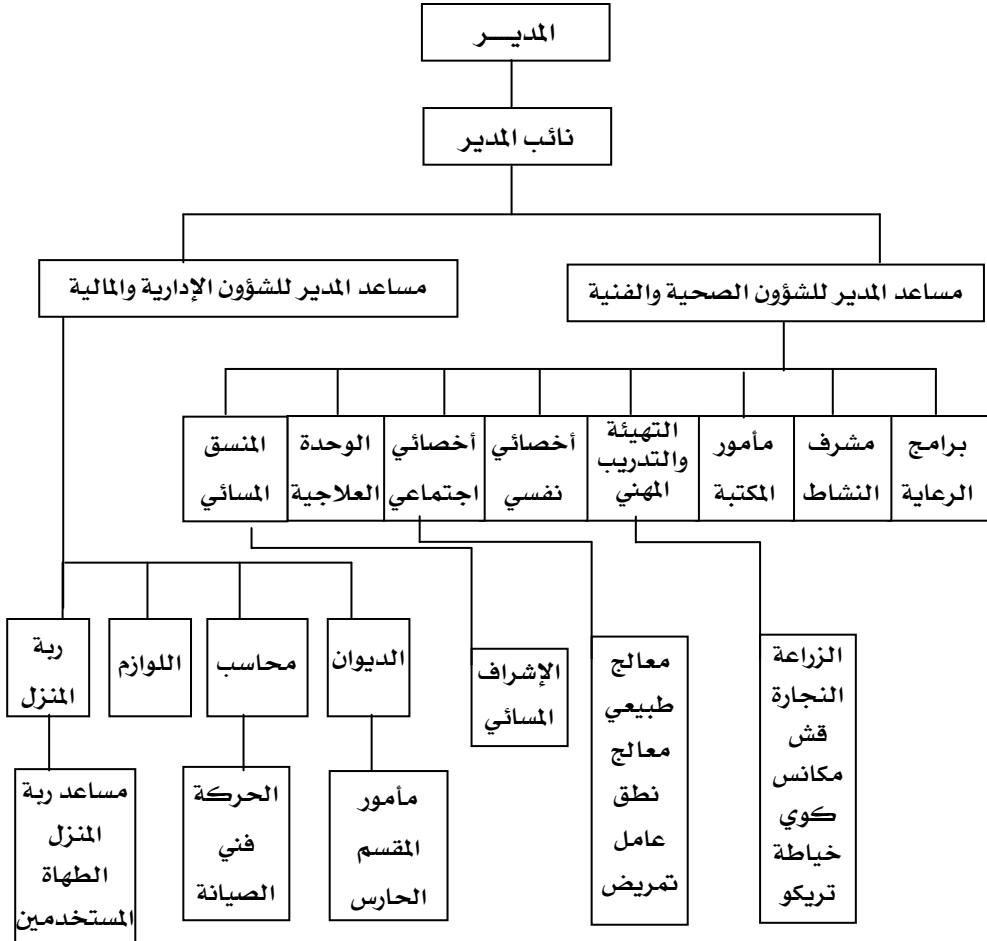 المديـــر
نائب المدير
مساعد المدير للشؤون الصحية والفنية
مساعد المدير للشؤون الإدارية والمالية
برامج
الرعاية
مشرف
النشاط
مأمور
المكتبة
التهيئة
والتدريب
المهني
أخصائي
نفسي
أخصائي
اجتماعي
الوحدة
العلاجية
المنسق
المسائي
الزراعة
النجارة
قش
مكانس
كوي
خياطة
تريكو
معالج
طبيعي
معالج
نطق
عامل
تمريض
الإشراف
المسائي
الديوان
محاسب
اللوازم
ربة
المنزل
مأمور
المقسم
الحارس
الحركة
فني
الصيانة
مساعد ربة
المنزل
الطهاة
المستخدمين